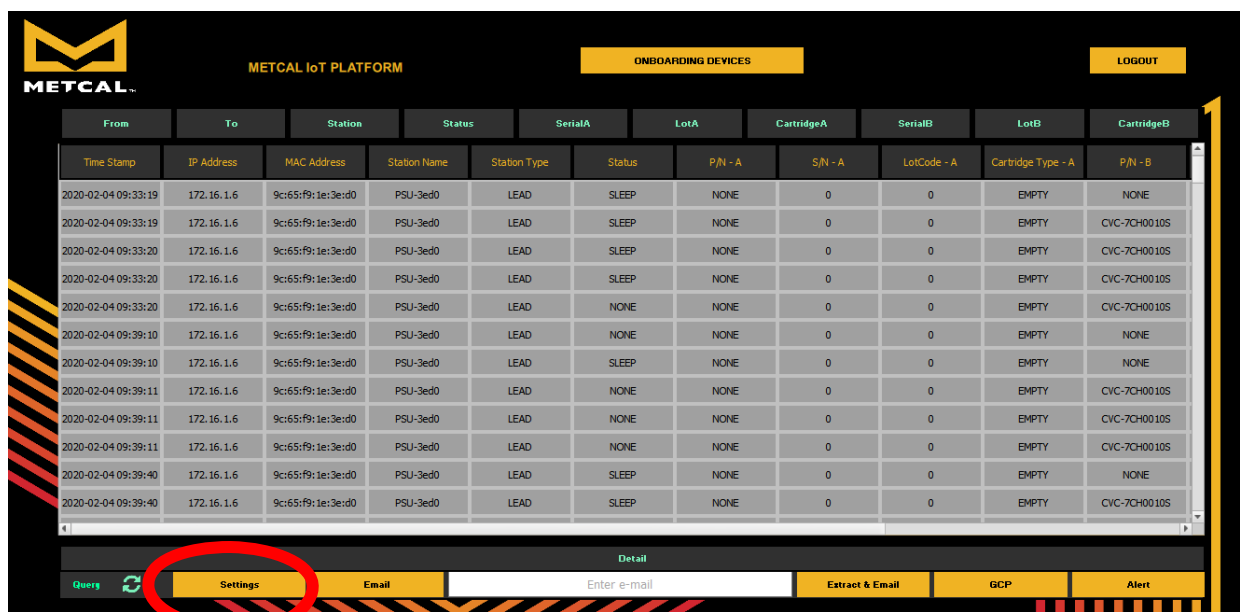 METCAL™
METCAL IoT PLATFORM
ONBOARDING DEVICES
LOGOUT
From To Station Status SerialA LotA CartridgeA SerialB LotB CartridgeB
Time Stamp IP Address MAC Address Station Name Station Type Status P/N - A S/N - A LotCode - A Cartridge Type - A P/N - B
2020-02-04 09:33:19 172.16.1.6 9c:65:f9:1e:3e:d0 PSU-3ed0 LEAD SLEEP NONE 0 0 EMPTY NONE
2020-02-04 09:33:19 172.16.1.6 9c:65:f9:1e:3e:d0 PSU-3ed0 LEAD SLEEP NONE 0 0 EMPTY CVC-7CH0010S
2020-02-04 09:33:20 172.16.1.6 9c:65:f9:1e:3e:d0 PSU-3ed0 LEAD SLEEP NONE 0 0 EMPTY CVC-7CH0010S
2020-02-04 09:33:20 172.16.1.6 9c:65:f9:1e:3e:d0 PSU-3ed0 LEAD SLEEP NONE 0 0 EMPTY CVC-7CH0010S
2020-02-04 09:33:20 172.16.1.6 9c:65:f9:1e:3e:d0 PSU-3ed0 LEAD NONE NONE 0 0 EMPTY CVC-7CH0010S
2020-02-04 09:39:10 172.16.1.6 9c:65:f9:1e:3e:d0 PSU-3ed0 LEAD NONE NONE 0 0 EMPTY NONE
2020-02-04 09:39:10 172.16.1.6 9c:65:f9:1e:3e:d0 PSU-3ed0 LEAD SLEEP NONE 0 0 EMPTY NONE
2020-02-04 09:39:11 172.16.1.6 9c:65:f9:1e:3e:d0 PSU-3ed0 LEAD NONE NONE 0 0 EMPTY CVC-7CH0010S
2020-02-04 09:39:11 172.16.1.6 9c:65:f9:1e:3e:d0 PSU-3ed0 LEAD NONE NONE 0 0 EMPTY CVC-7CH0010S
2020-02-04 09:39:11 172.16.1.6 9c:65:f9:1e:3e:d0 PSU-3ed0 LEAD NONE NONE 0 0 EMPTY CVC-7CH0010S
2020-02-04 09:39:40 172.16.1.6 9c:65:f9:1e:3e:d0 PSU-3ed0 LEAD SLEEP NONE 0 0 EMPTY NONE
2020-02-04 09:39:40 172.16.1.6 9c:65:f9:1e:3e:d0 PSU-3ed0 LEAD SLEEP NONE 0 0 EMPTY CVC-7CH0010S
Detail
Query Settings Email Enter e-mail Extract & Email GCP Alert